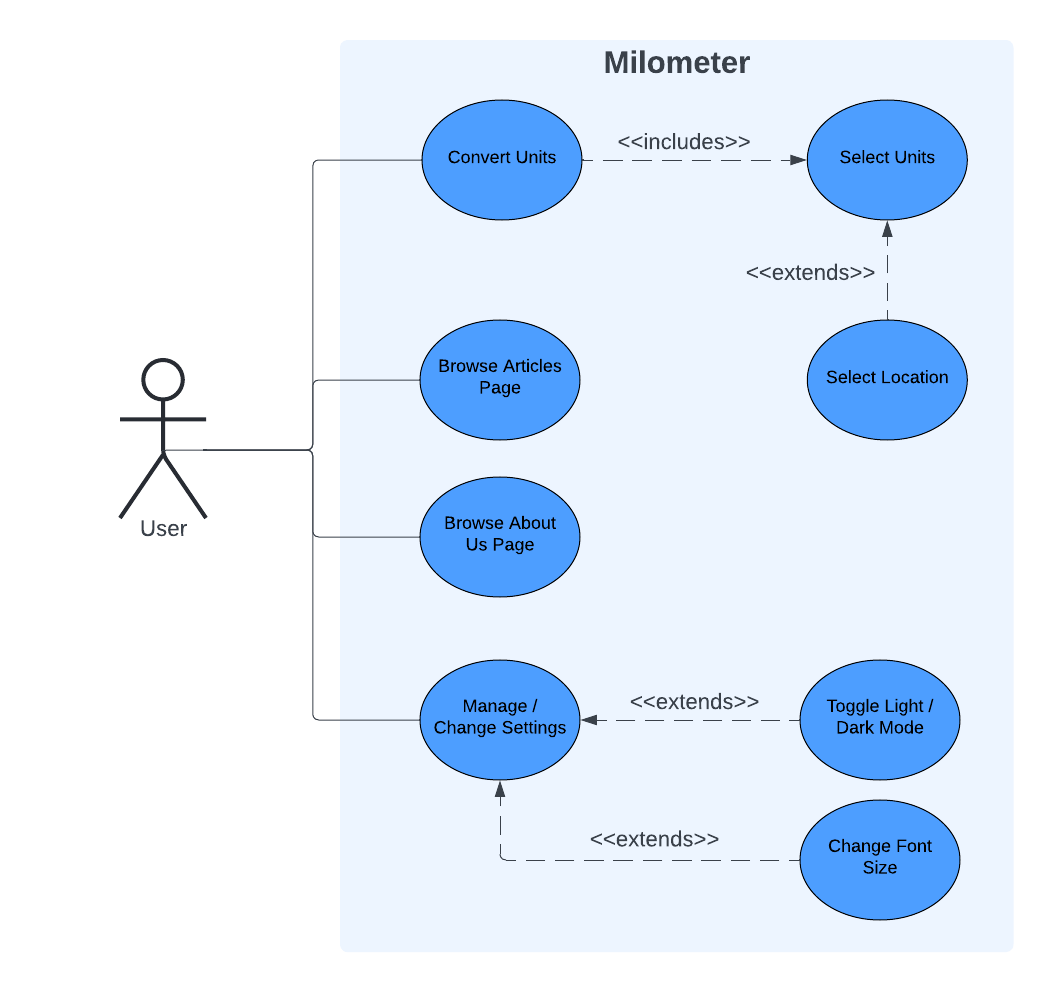 Milometer
Convert Units
<<includes>>
Select Units
<<extends>>
Browse Articles
Page
Select Location
User
Browse About
Us Page
Manage /
Change Settings
<<extends>>
Toggle Light /
Dark Mode
<<extends>>
Change Font
Size